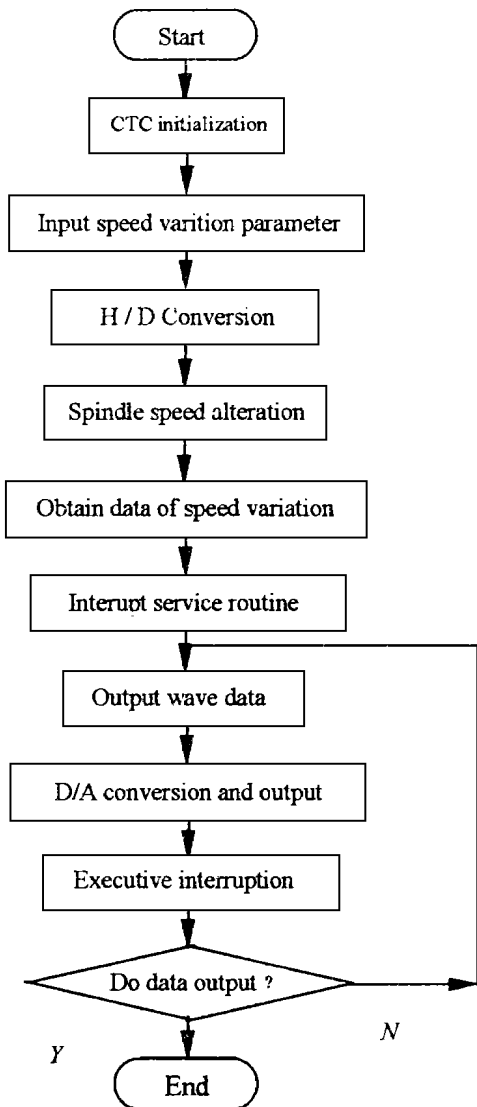 Start
CTC initialization
Input speed varition parameter
H / D Conversion
Spindle speed alteration
Obtain data of speed variation
Interupt service routine
Output wave data
D/A conversion and output
Executive interruption
Do data output ?
N
Y
End